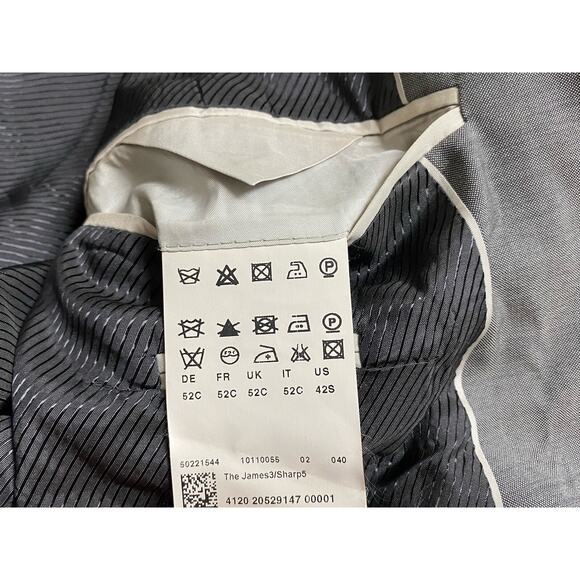 DE FR UK IT US
52C 52C 52C 52C 42S
50221544 10110055 02 040
The James3/Sharp5
4120 20529147 00001